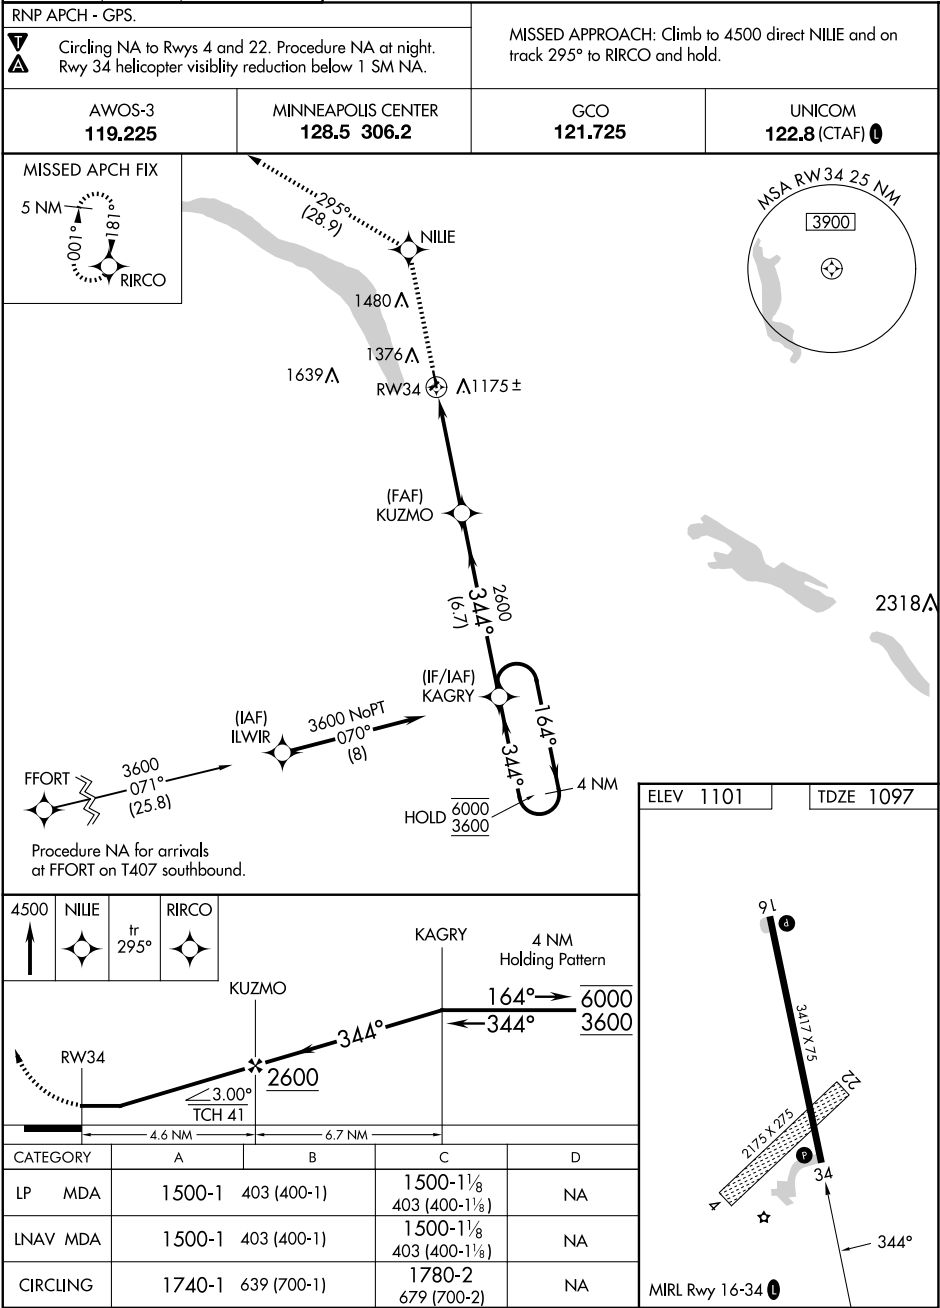 RNP APCH - GPS.
T
A
Circling NA to Rwys 4 and 22. Procedure NA at night.
Rwy 34 helicopter visiblity reduction below 1 SM NA.
MISSED APPROACH: Climb to 4500 direct NILIE and on
track 295° to RIRCO and hold.
AWOS-3
119.225
MINNEAPOLIS CENTER
128.5 306.2
GCO
121.725
UNICOM
122.8 (CTAF) L
MISSED APCH FIX
5 NM
001°
181°
RIRCO
295°
(28.9)
NILIE
1480
1376
1639
RW34
1175 ±
MSA RW34 25 NM
3900
(FAF)
KUZMO
2600
344°
(6.7)
2318
(IF/IAF)
KAGRY
(IAF)
ILWIR
3600 NoPT
070°
(8)
164°
344°
4 NM
HOLD 6000
3600
FFORT
3600
071°
(25.8)
Procedure NA for arrivals
at FFORT on T407 southbound.
ELEV 1101
TDZE 1097
16
P
3417 X 75
22
2175 X 275
P
34
4
344°
MIRL Rwy 16-34 L
4500
NILIE
tr
295°
RIRCO
KAGRY
4 NM
Holding Pattern
KUZMO
164°
6000
344°
3600
344°
RW34
2600
3.00°
TCH 41
4.6 NM
6.7 NM
CATEGORY A B C D
LP MDA 1500-1 403 (400-1) 1500-1⅛ NA
403 (400-1⅛)
LNAV MDA 1500-1 403 (400-1) 1500-1⅛ NA
403 (400-1⅛)
CIRCLING 1740-1 639 (700-1) 1780-2 NA
679 (700-2)